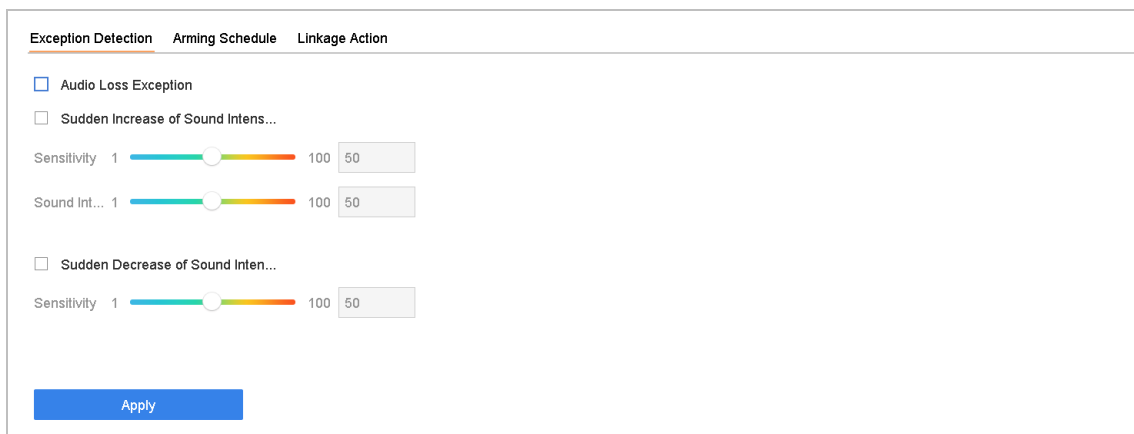 Exception Detection Arming Schedule Linkage Action
Audio Loss Exception
Sudden Increase of Sound Intens...
Sensitivity 1 100 50
Sound Int... 1 100 50
Sudden Decrease of Sound Inten...
Sensitivity 1 100 50
Apply